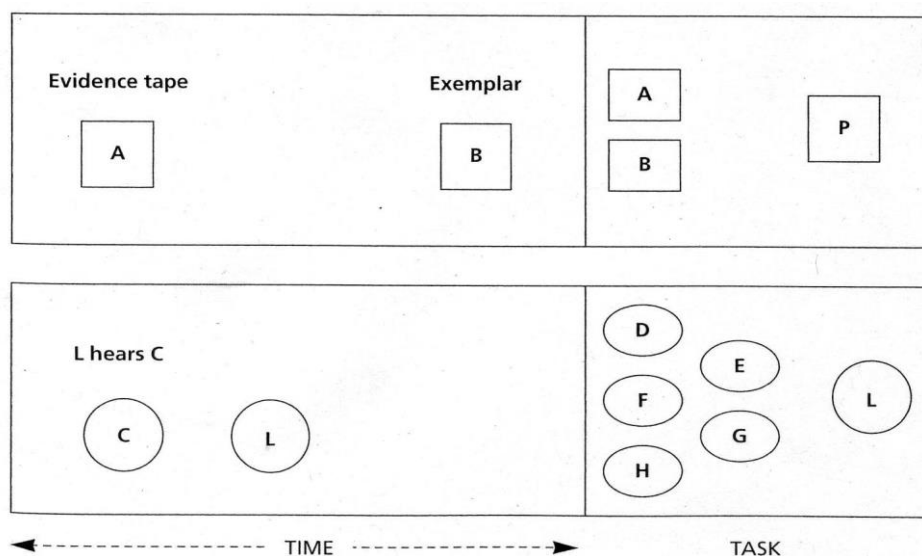 Evidence tape
Exemplar
A
B
A
B
P
L hears C
C
L
D
E
F
G
H
L
TIME
TASK